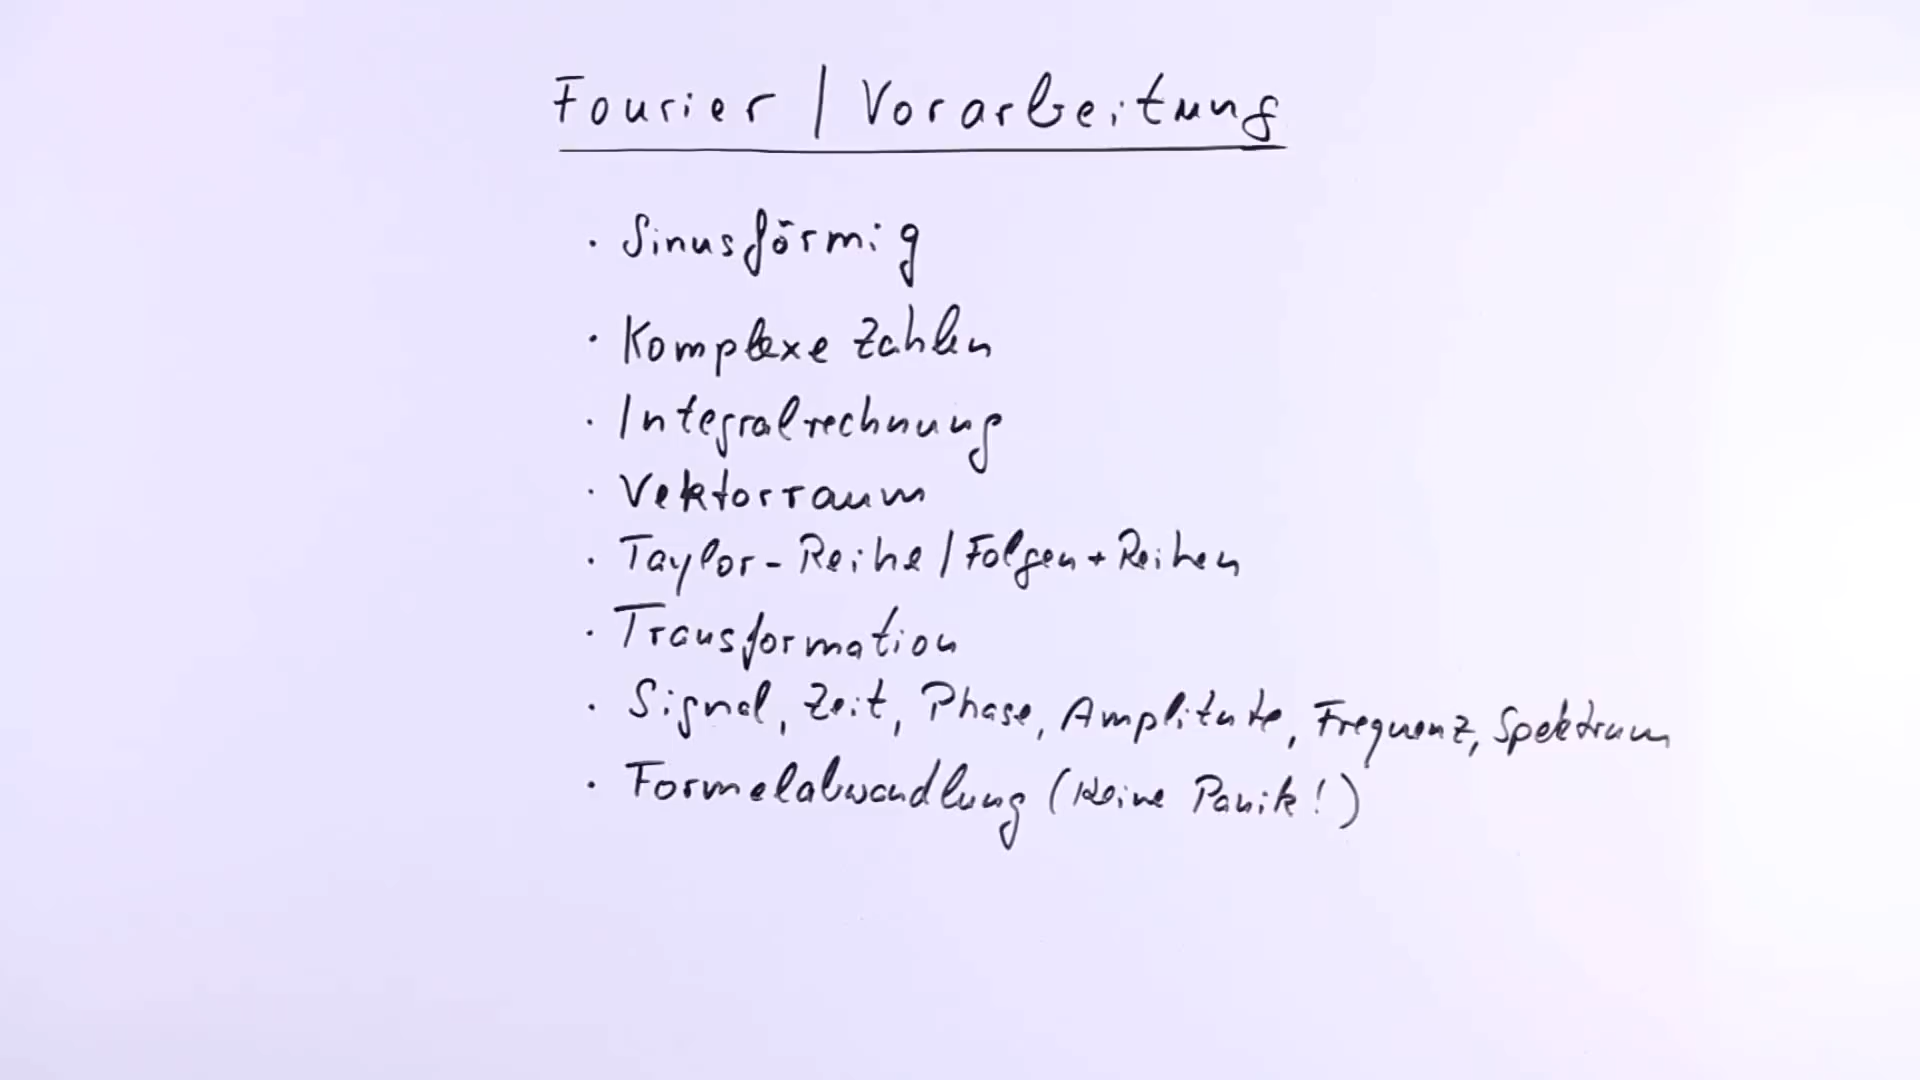 Fourier / Vorarbeitung
· Sinusförmig
· Komplexe Zahlen
· Integralrechnung
· Vektorraum
· Taylor-Reihe / Folgen + Reihen
· Transformation
· Signal, Zeit, Phase, Amplitute, Frequenz, Spektrum
· Formelabwandlung (Keine Panik!)